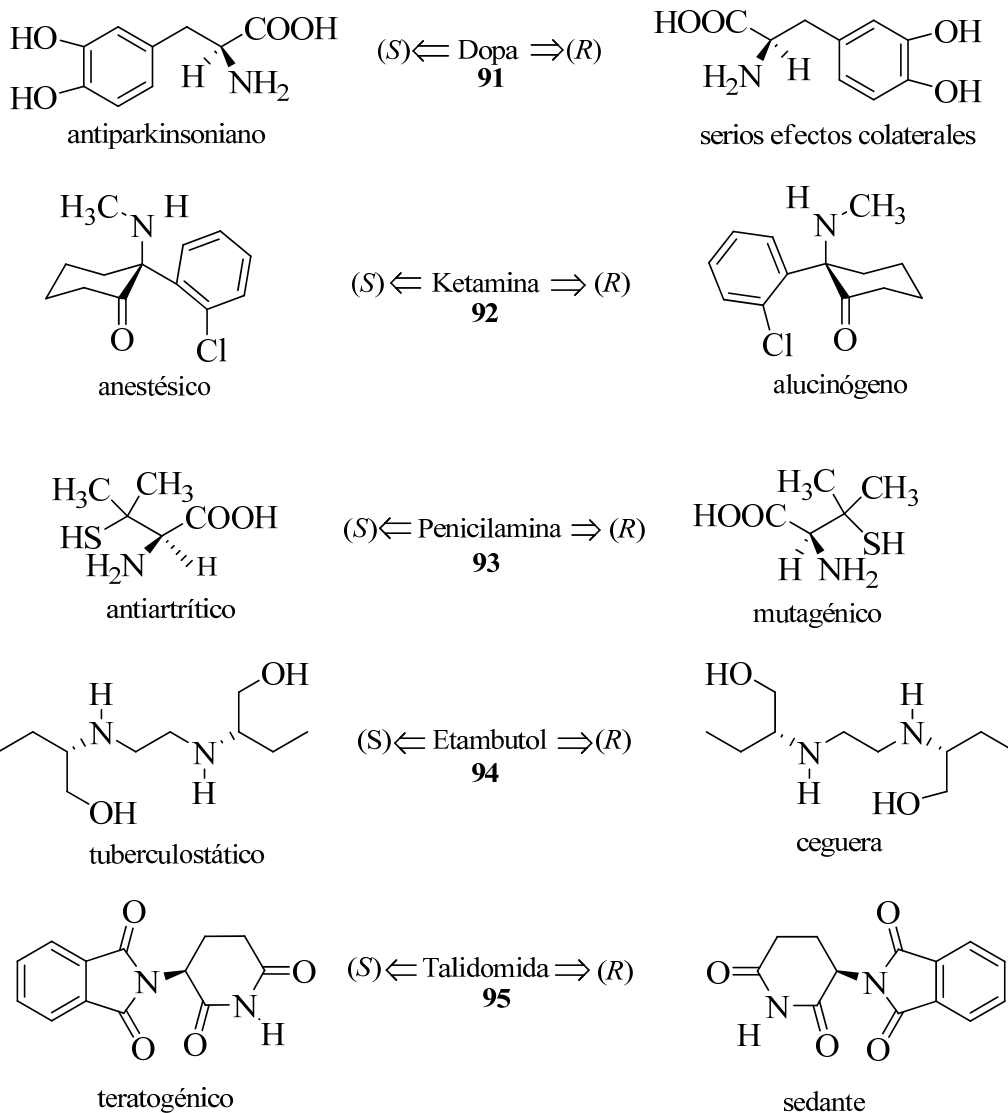 HO
HO
COOH
H
NH2
antiparkinsoniano
(S)⇐ Dopa ⇒(R)
91
HOOC
H2N
H
OH
OH
serios efectos colaterales
H3C
N
H
O
Cl
anestésico
(S)⇐ Ketamina ⇒(R)
92
H
N
CH3
Cl
O
alucinógeno
H3C
CH3
HS
COOH
H2N
H
antiartrítico
(S)⇐ Penicilamina ⇒(R)
93
H3C
CH3
HOOC
SH
H
NH2
mutagénico
H
N
OH
OH
N
H
tuberculostático
(S)⇐ Etambutol ⇒(R)
94
HO
H
N
N
H
HO
ceguera
O
N
O
O
O
N
H
teratogénico
(S)⇐ Talidomida ⇒(R)
95
O
O
N
N
H
O
O
sedante